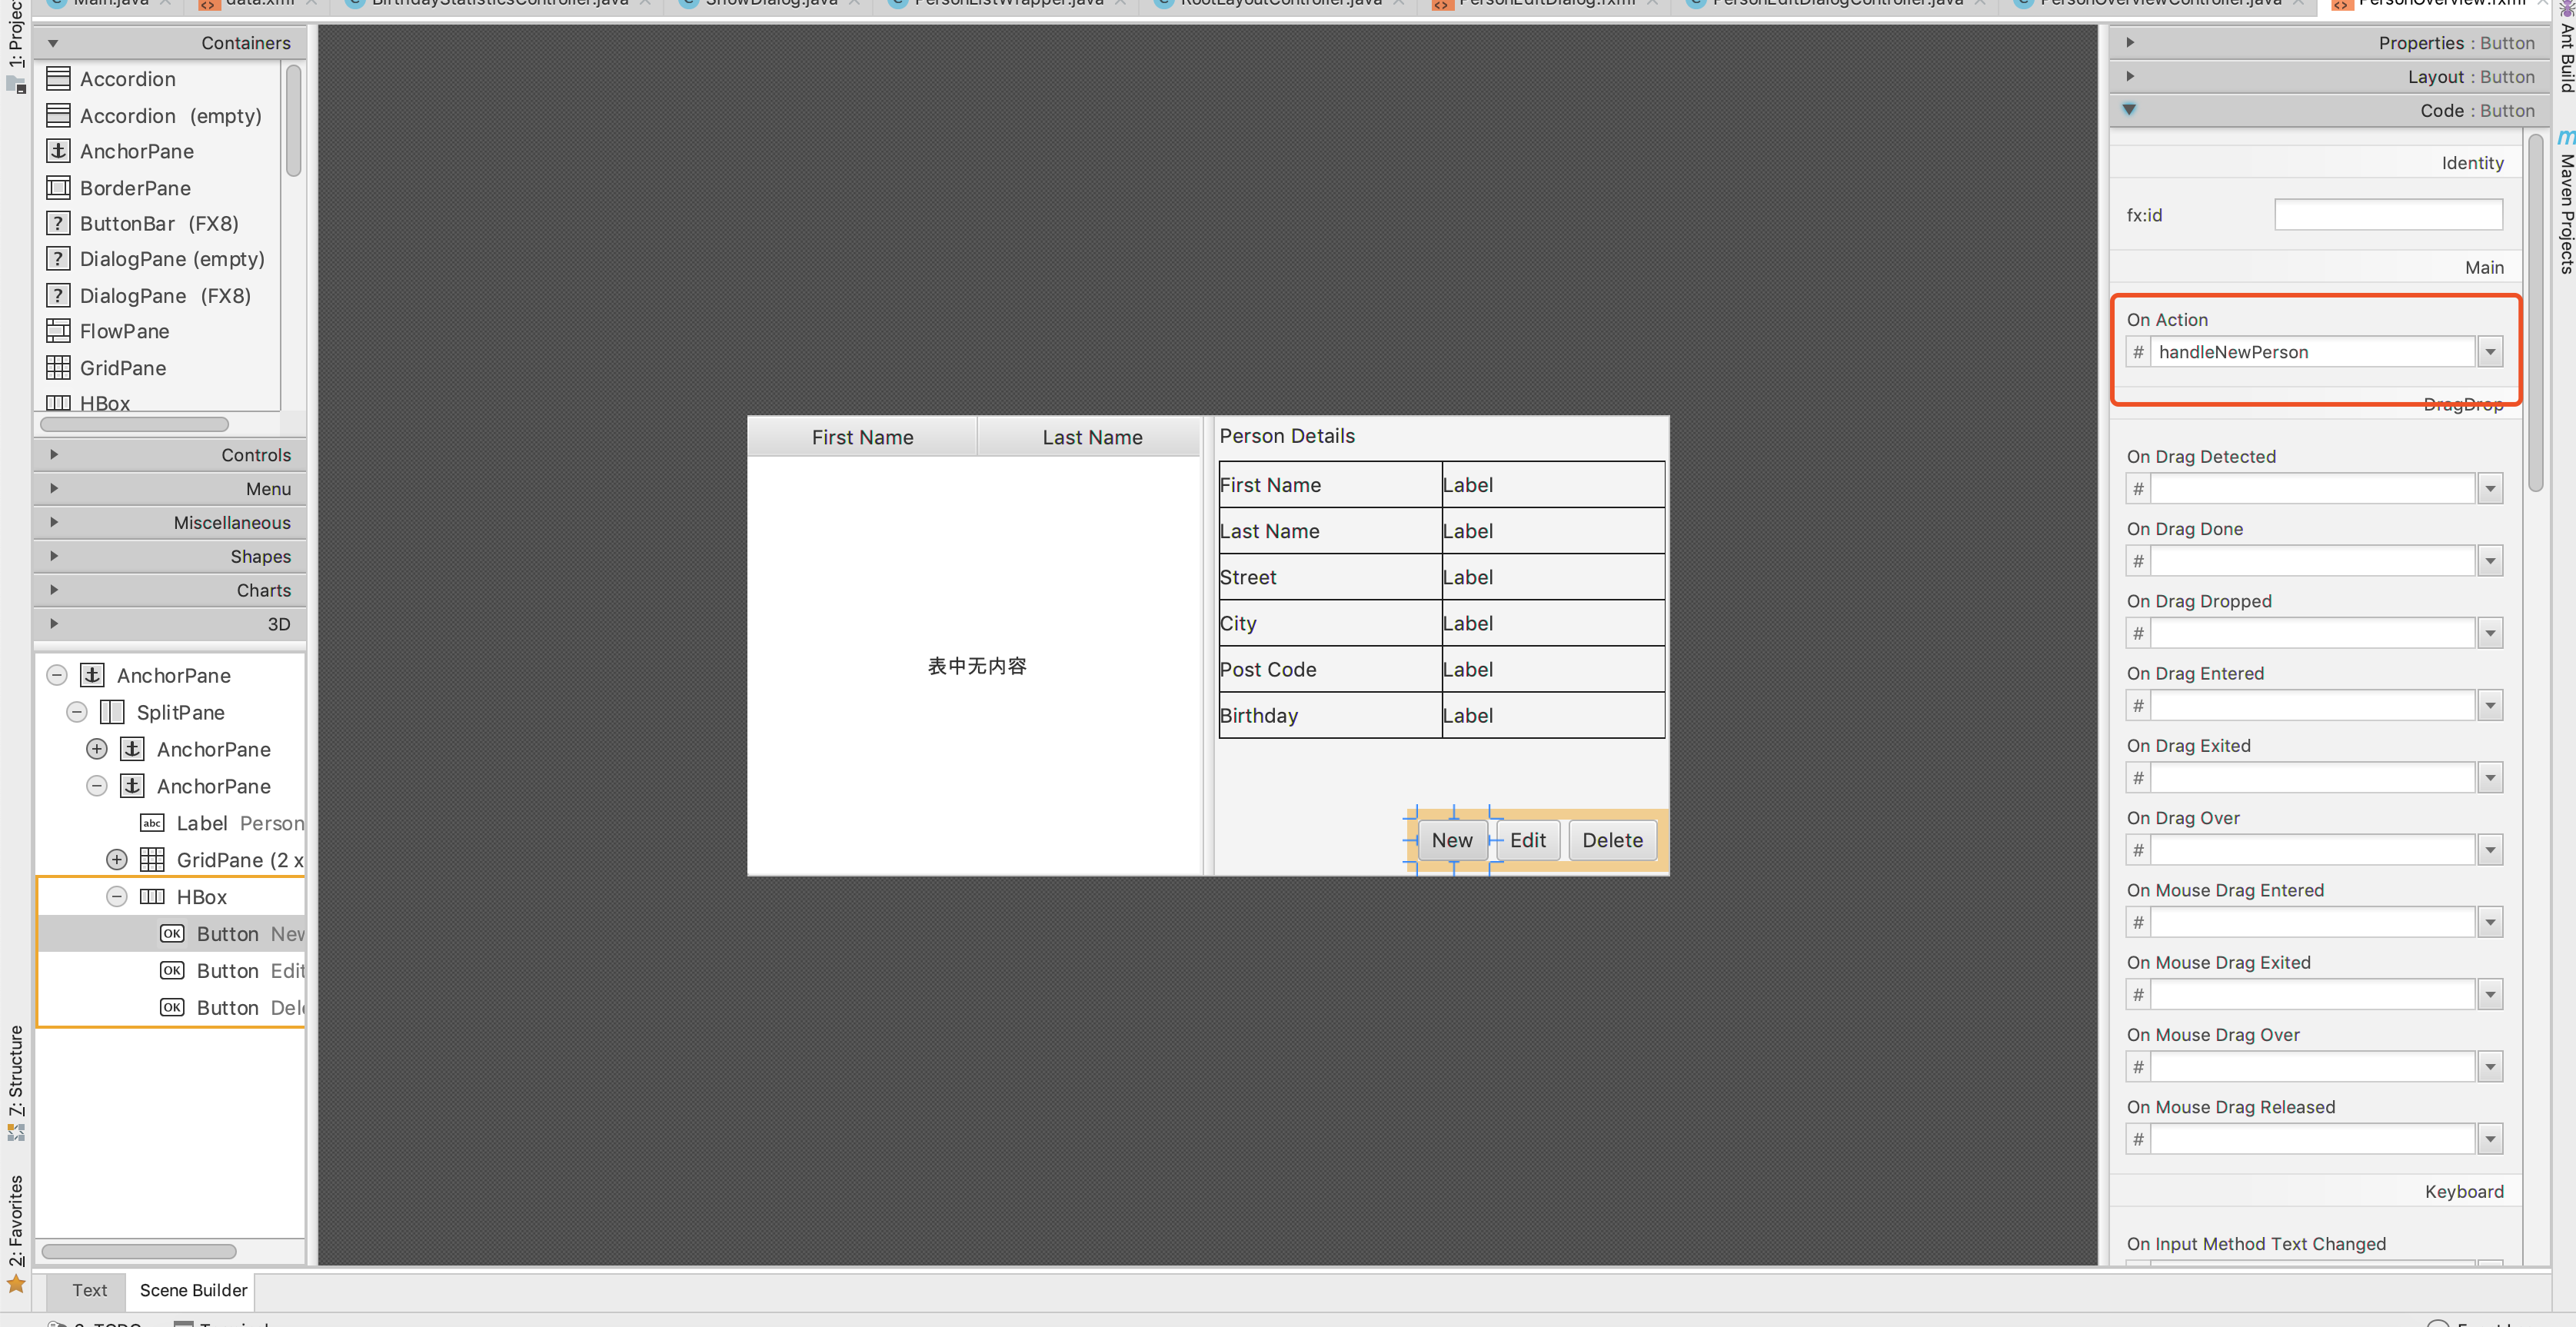 Main.java data.xml BirthdayStatisticsController.java ShowDialog.java PersonListWrapper.java RootLayoutController.java PersonEditDialog.fxml PersonEditDialogController.java PersonOverviewController.java PersonOverview.fxml
1: Project
Containers
Accordion
Accordion (empty)
AnchorPane
BorderPane
ButtonBar (FX8)
DialogPane (empty)
DialogPane (FX8)
FlowPane
GridPane
HBox
Controls
Menu
Miscellaneous
Shapes
Charts
3D
AnchorPane
SplitPane
AnchorPane
AnchorPane
abc Label Person
GridPane (2 x
HBox
OK Button New
OK Button Edit
OK Button Del
7: Structure
2: Favorites
First Name Last Name
表中无内容
Person Details
First Name Label
Last Name Label
Street Label
City Label
Post Code Label
Birthday Label
New Edit Delete
Properties : Button
Layout : Button
Code : Button
Identity
fx:id
Main
On Action
# handleNewPerson
DragDrop
On Drag Detected
#
On Drag Done
#
On Drag Dropped
#
On Drag Entered
#
On Drag Exited
#
On Drag Over
#
On Mouse Drag Entered
#
On Mouse Drag Exited
#
On Mouse Drag Over
#
On Mouse Drag Released
#
Keyboard
On Input Method Text Changed
Ant Build
Maven Projects
Text Scene Builder
Terminal